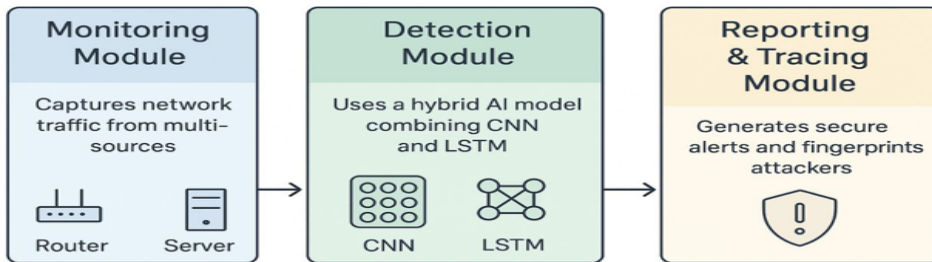 Monitoring
Module
Captures network
traffic from multi-
sources
Router
Server
Detection
Module
Uses a hybrid AI model
combining CNN
and LSTM
CNN
LSTM
Reporting
& Tracing
Module
Generates secure
alerts and fingerprints
attackers